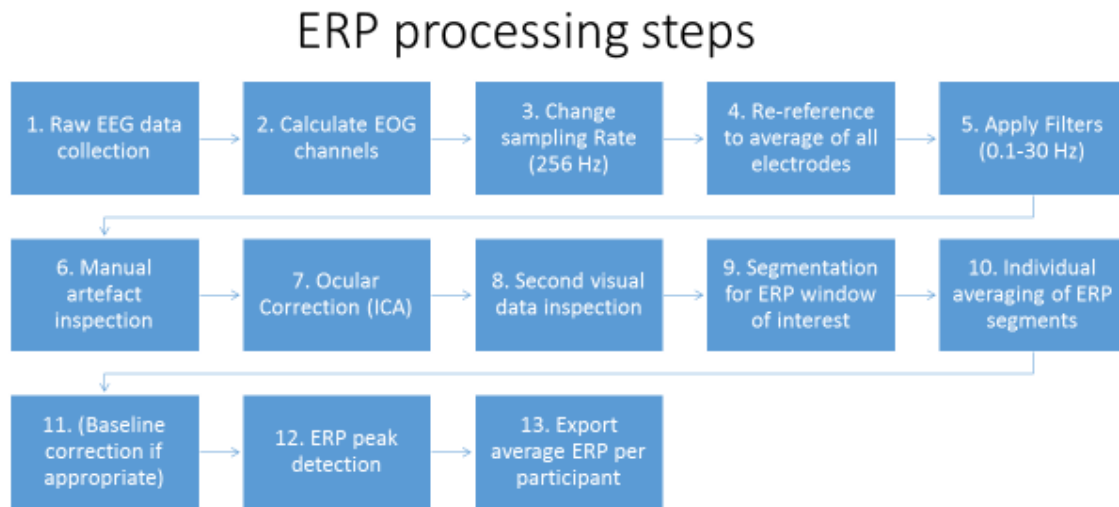 ERP processing steps
1. Raw EEG data
collection
2. Calculate EOG
channels
3. Change
sampling Rate
(256 Hz)
4. Re-reference
to average of all
electrodes
5. Apply Filters
(0.1-30 Hz)
6. Manual
artefact
inspection
7. Ocular
Correction (ICA)
8. Second visual
data inspection
9. Segmentation
for ERP window
of interest
10. Individual
averaging of ERP
segments
11. (Baseline
correction if
appropriate)
12. ERP peak
detection
13. Export
average ERP per
participant